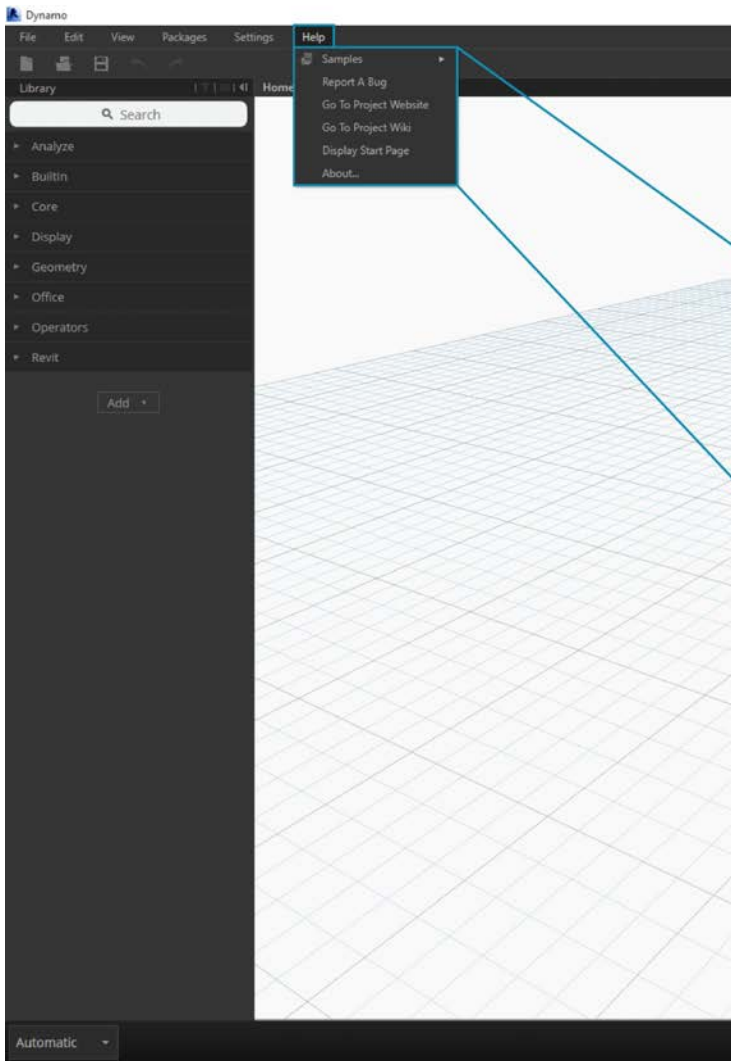 Dynamo
File Edit View Packages Settings Help
Library
Home
Samples
Report A Bug
Go To Project Website
Go To Project Wiki
Display Start Page
About...
Search
Analyze
Builtin
Core
Display
Geometry
Office
Operators
Revit
Add
Automatic